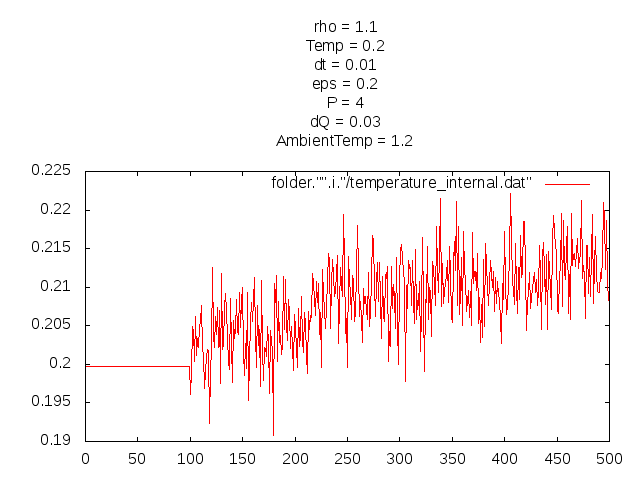 rho = 1.1
Temp = 0.2
dt = 0.01
eps = 0.2
P = 4
dQ = 0.03
AmbientTemp = 1.2
folder."".i."/temperature_internal.dat"
0.225
0.22
0.215
0.21
0.205
0.2
0.195
0.19
0 50 100 150 200 250 300 350 400 450 500